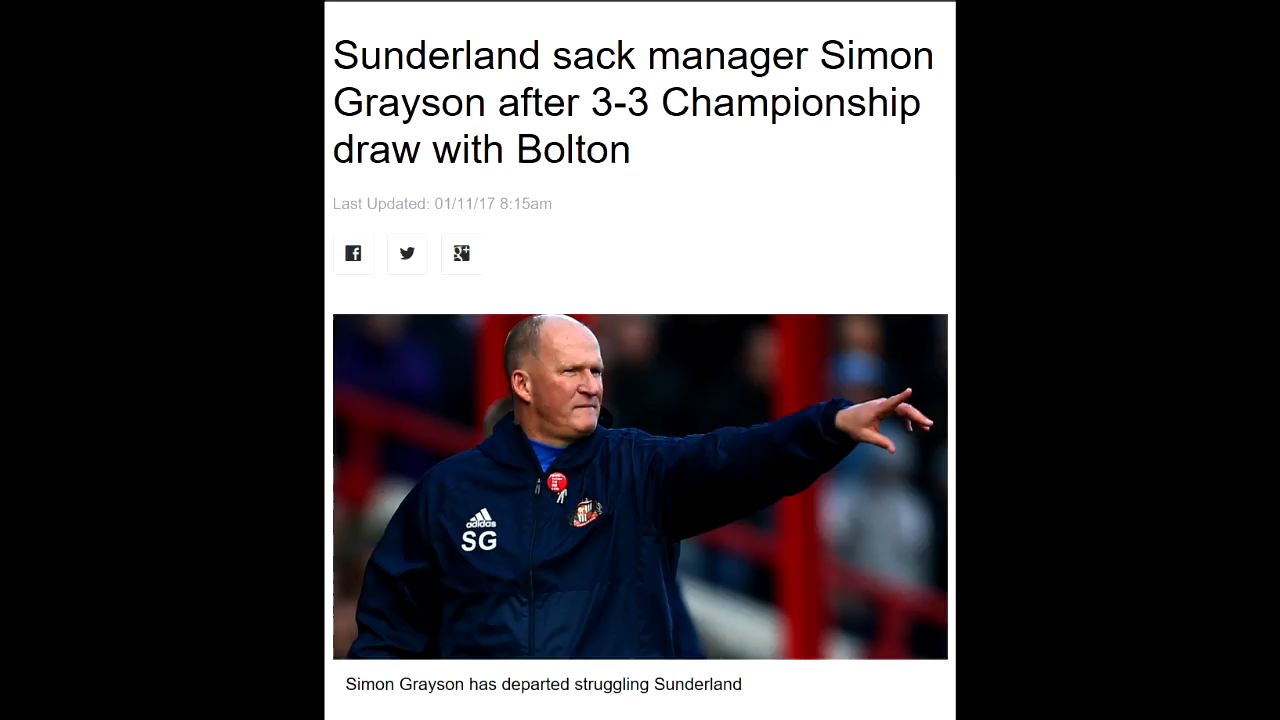 Sunderland sack manager Simon
Grayson after 3-3 Championship
draw with Bolton
Last Updated: 01/11/17 8:15am
adidas
SG
Simon Grayson has departed struggling Sunderland